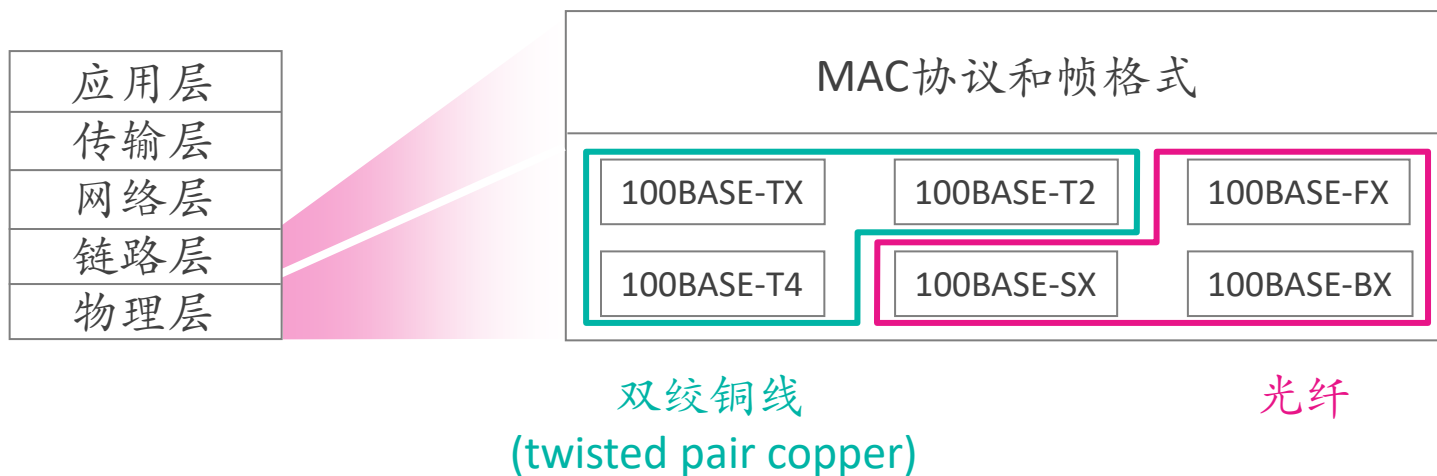 应用层
传输层
网络层
链路层
物理层
MAC协议和帧格式
100BASE-TX
100BASE-T2
100BASE-FX
100BASE-T4
100BASE-SX
100BASE-BX
双绞铜线
(twisted pair copper)
光纤